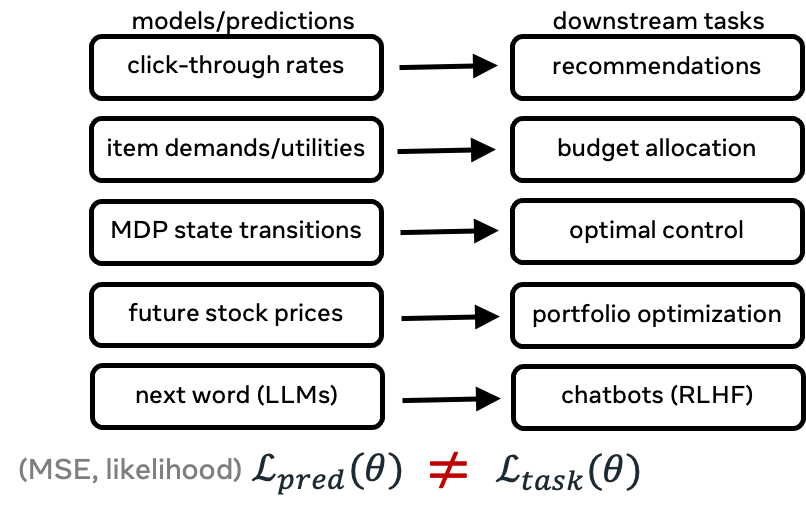 models/predictions downstream tasks
click-through rates recommendations
item demands/utilities budget allocation
MDP state transitions optimal control
future stock prices portfolio optimization
next word (LLMs) chatbots (RLHF)
(MSE, likelihood) ℒ_pred(θ) ≠ ℒ_task(θ)